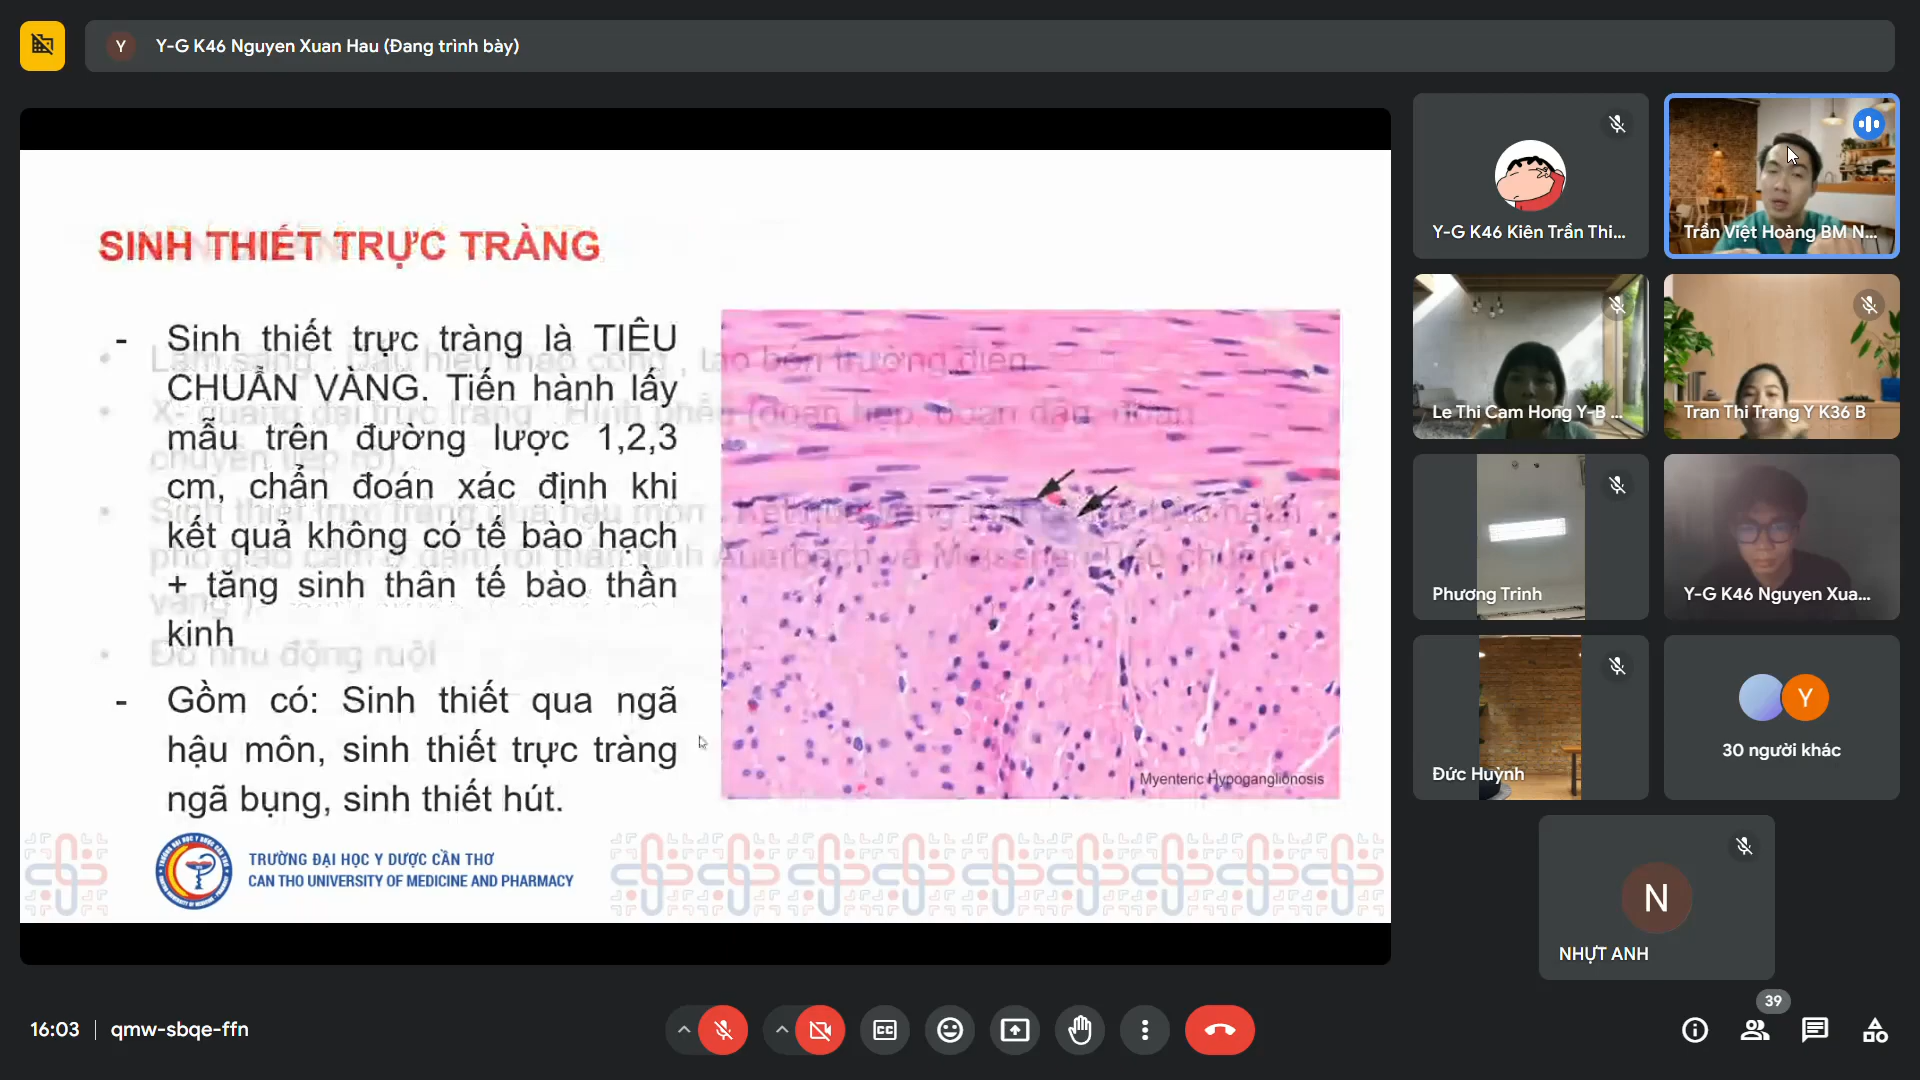 Y
Y-G K46 Nguyen Xuan Hau (Đang trình bày)
SINH THIẾT TRỰC TRÀNG
- Sinh thiết trực tràng là TIÊU
CHUẨN VÀNG. Tiến hành lấy
mẫu trên đường lược 1,2,3
cm, chẩn đoán xác định khi
kết quả không có tế bào hạch
+ tăng sinh thân tế bào thần
kinh
- Gồm có: Sinh thiết qua ngã
hậu môn, sinh thiết trực tràng
ngã bụng, sinh thiết hút.
Myenteric Hypoganglionosis
TRƯỜNG ĐẠI HỌC Y DƯỢC CẦN THƠ
CAN THO UNIVERSITY OF MEDICINE AND PHARMACY
Y-G K46 Kiên Trần Thi...
Trần Việt Hoàng BM N...
Le Thi Cam Hong Y-B ...
Tran Thi Trang Y K36 B
Phương Trinh
Y-G K46 Nguyen Xua...
Đức Huỳnh
Y
30 người khác
N
NHỰT ANH
16:03 | qmw-sbqe-ffn
CC
39